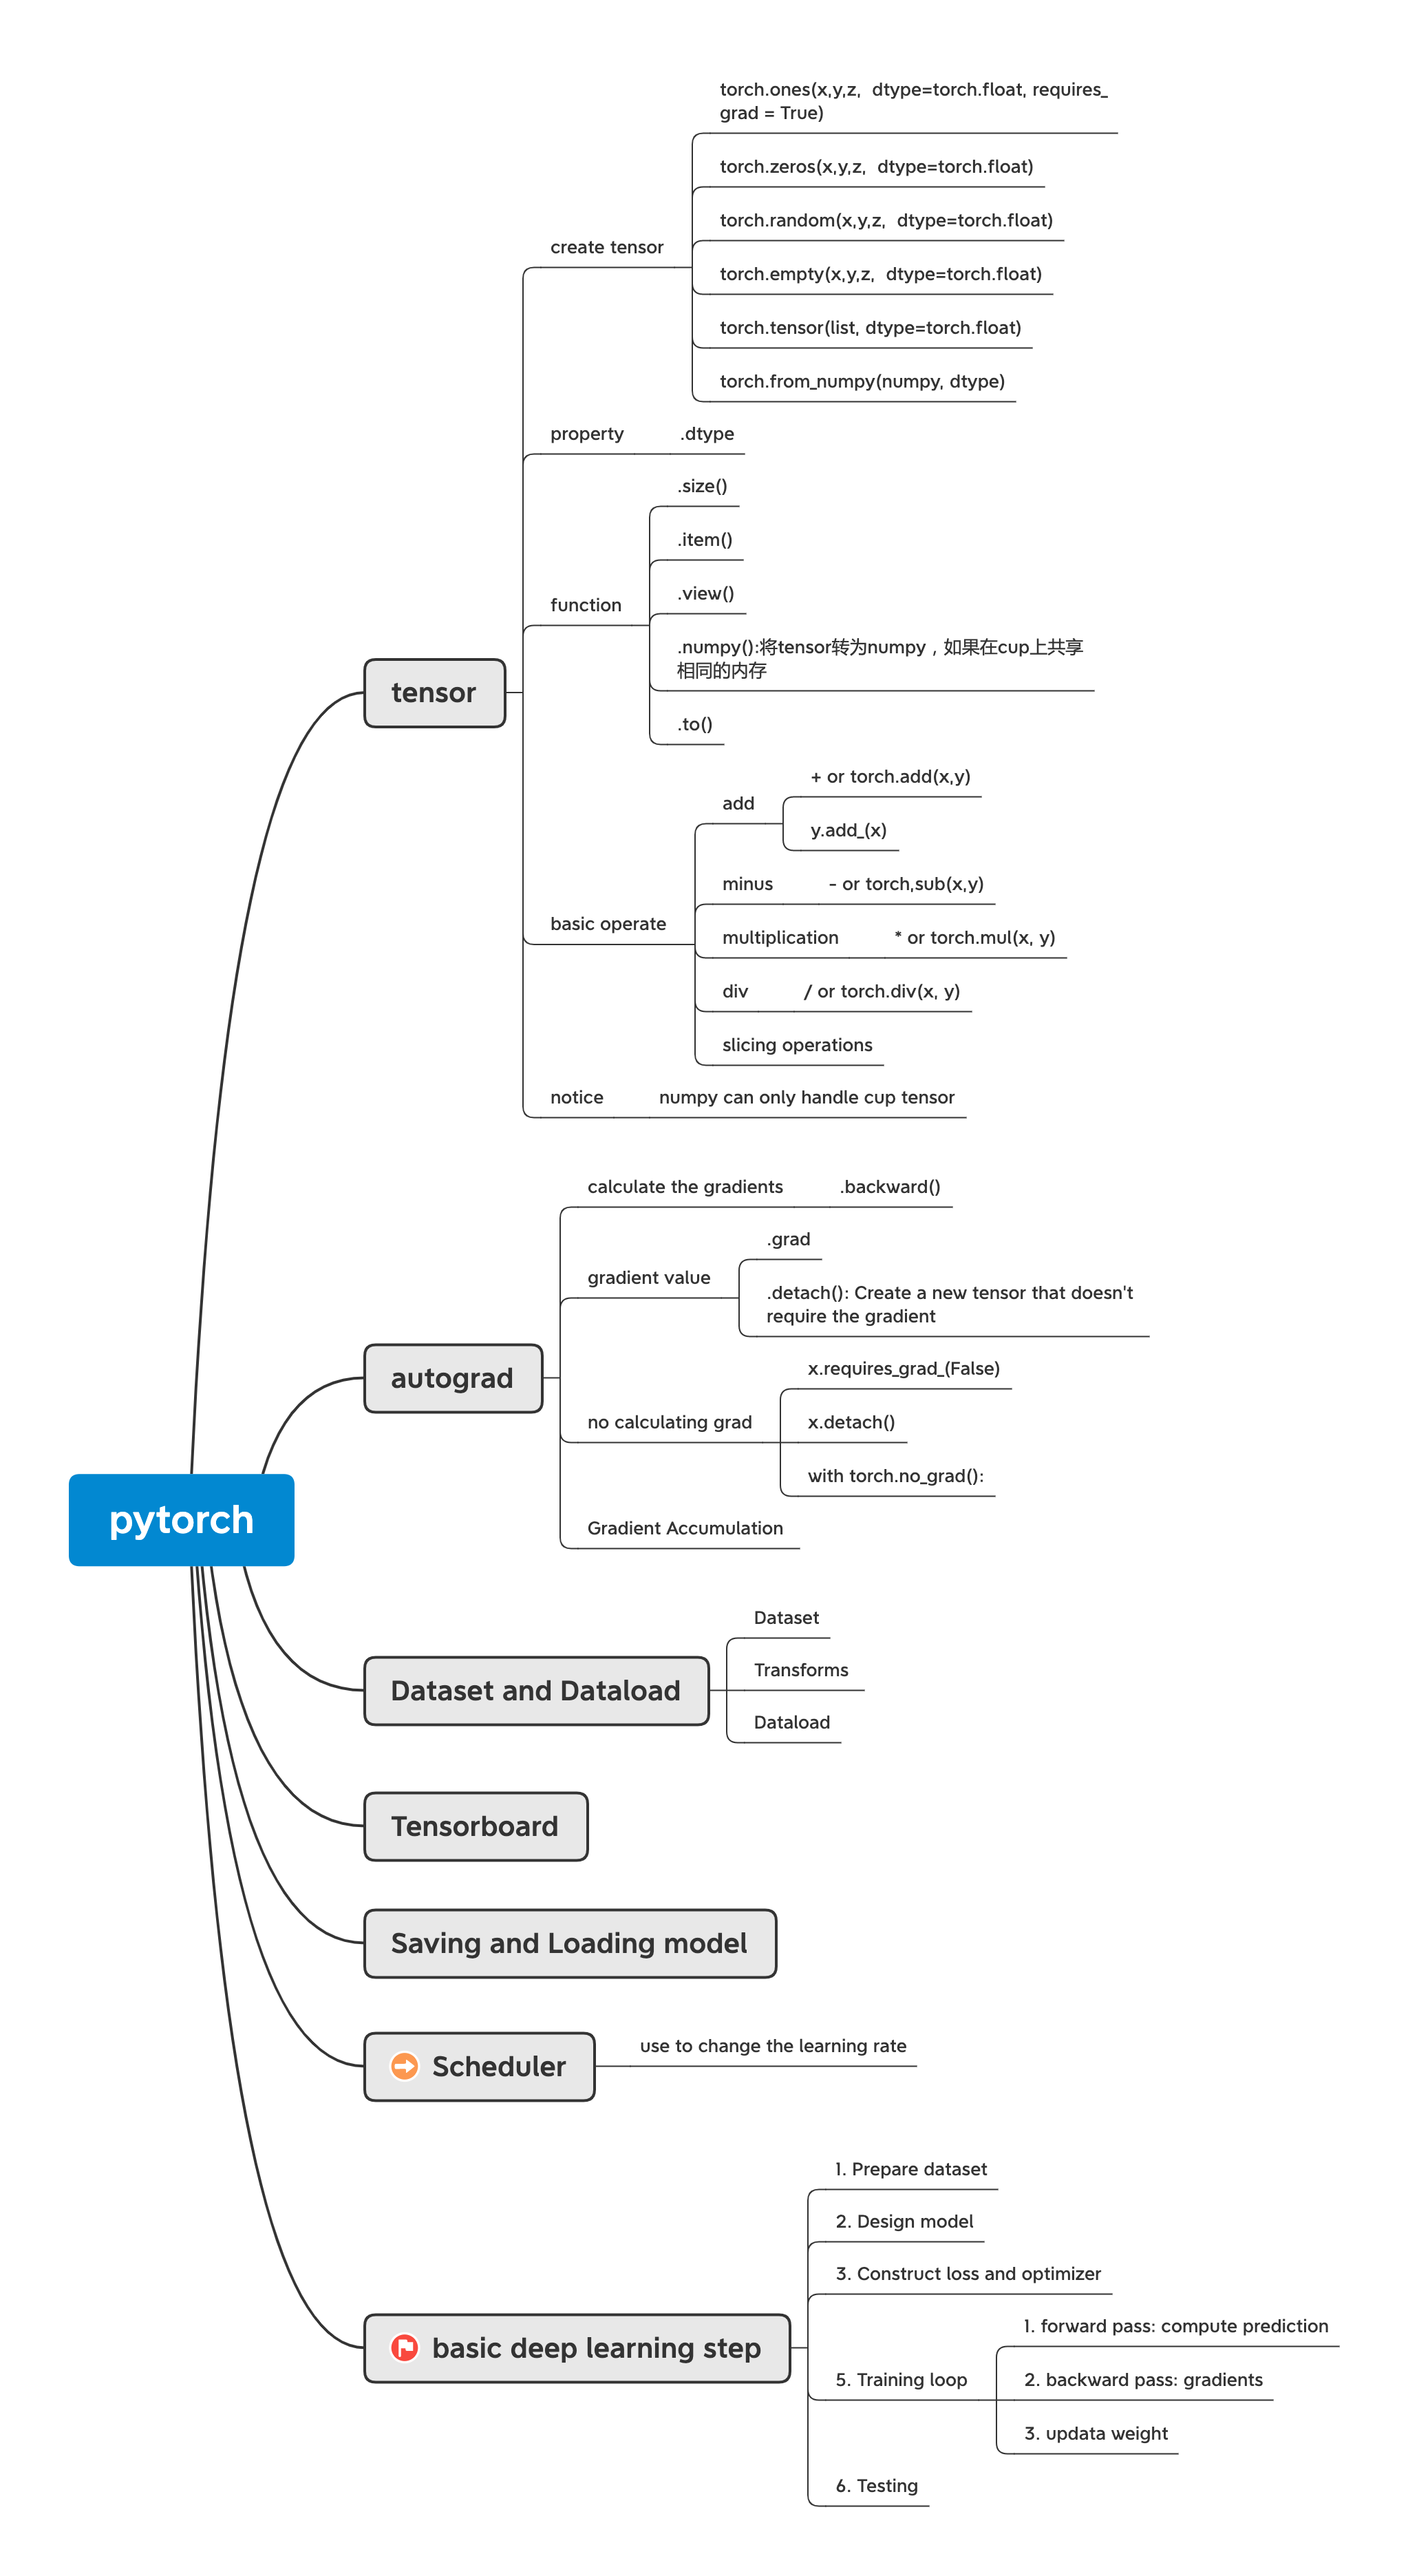 torch.ones(x,y,z,  dtype=torch.float, requires_
grad = True)
torch.zeros(x,y,z,  dtype=torch.float)
torch.random(x,y,z,  dtype=torch.float)
create tensor
torch.empty(x,y,z,  dtype=torch.float)
torch.tensor(list, dtype=torch.float)
torch.from_numpy(numpy, dtype)
property
.dtype
.size()
.item()
.view()
function
.numpy():将tensor转为numpy，如果在cup上共享
相同的内存
.to()
tensor
+ or torch.add(x,y)
add
y.add_(x)
minus
- or torch,sub(x,y)
basic operate
multiplication
* or torch.mul(x, y)
div
/ or torch.div(x, y)
slicing operations
notice
numpy can only handle cup tensor
calculate the gradients
.backward()
.grad
gradient value
.detach(): Create a new tensor that doesn't
require the gradient
autograd
x.requires_grad_(False)
no calculating grad
x.detach()
with torch.no_grad():
Gradient Accumulation
pytorch
Dataset
Dataset and Dataload
Transforms
Dataload
Tensorboard
Saving and Loading model
Scheduler
use to change the learning rate
1. Prepare dataset
2. Design model
3. Construct loss and optimizer
basic deep learning step
1. forward pass: compute prediction
5. Training loop
2. backward pass: gradients
3. updata weight
6. Testing